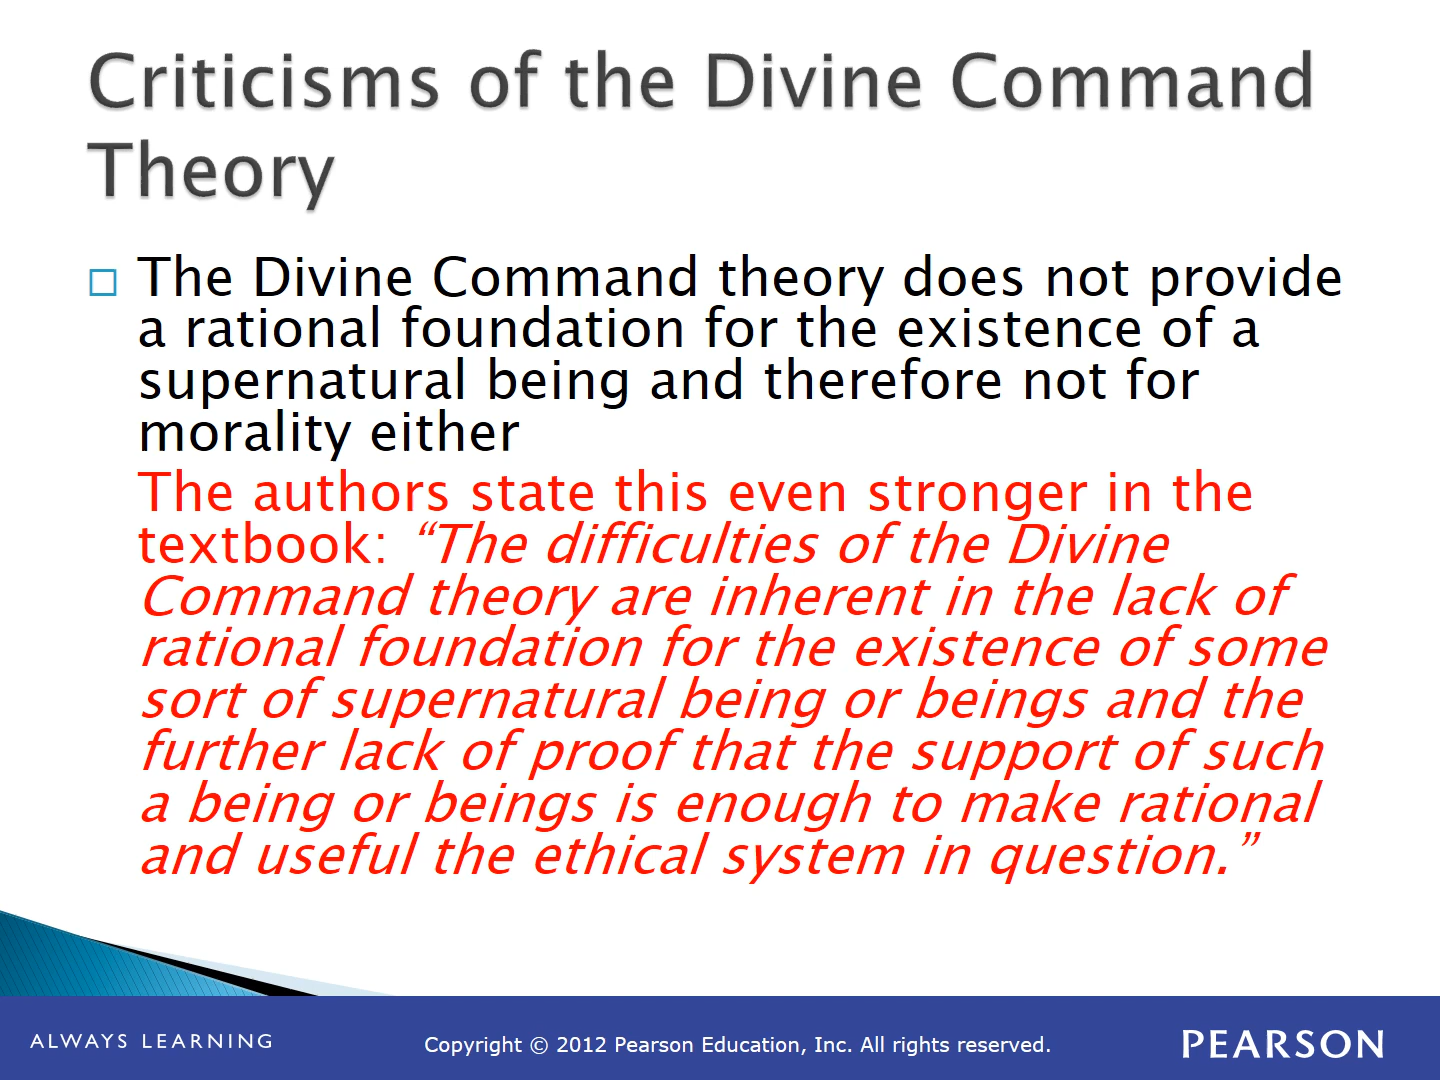 Criticisms of the Divine Command
Theory
The Divine Command theory does not provide
a rational foundation for the existence of a
supernatural being and therefore not for
morality either
The authors state this even stronger in the
textbook: “The difficulties of the Divine
Command theory are inherent in the lack of
rational foundation for the existence of some
sort of supernatural being or beings and the
further lack of proof that the support of such
a being or beings is enough to make rational
and useful the ethical system in question.”
ALWAYS LEARNING
Copyright © 2012 Pearson Education, Inc. All rights reserved.
PEARSON